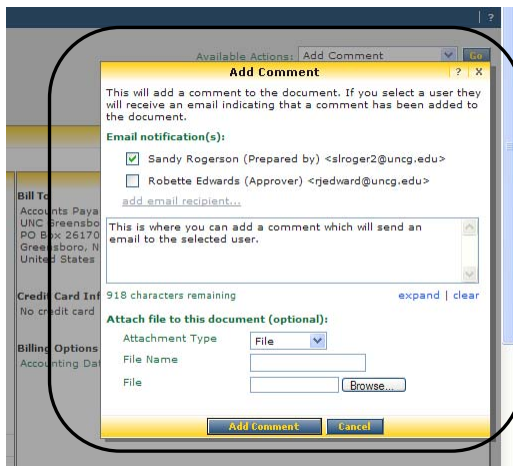 ?
Available Actions: Add Comment Go
Add Comment ? X
This will add a comment to the document. If you select a user they
will receive an email indicating that a comment has been added to
the document.
Email notification(s):
Sandy Rogerson (Prepared by) <slroger2@uncg.edu>
Robette Edwards (Approver) <rjedward@uncg.edu>
add email recipient...
This is where you can add a comment which will send an
email to the selected user.
918 characters remaining expand | clear
Attach file to this document (optional):
Attachment Type File
File Name
File Browse...
Add Comment Cancel
Bill To
Accounts Paya
UNC Greensbo
PO Box 26170
Greensboro, N
United States
Credit Card Inf
No credit card
Billing Options
Accounting Dat